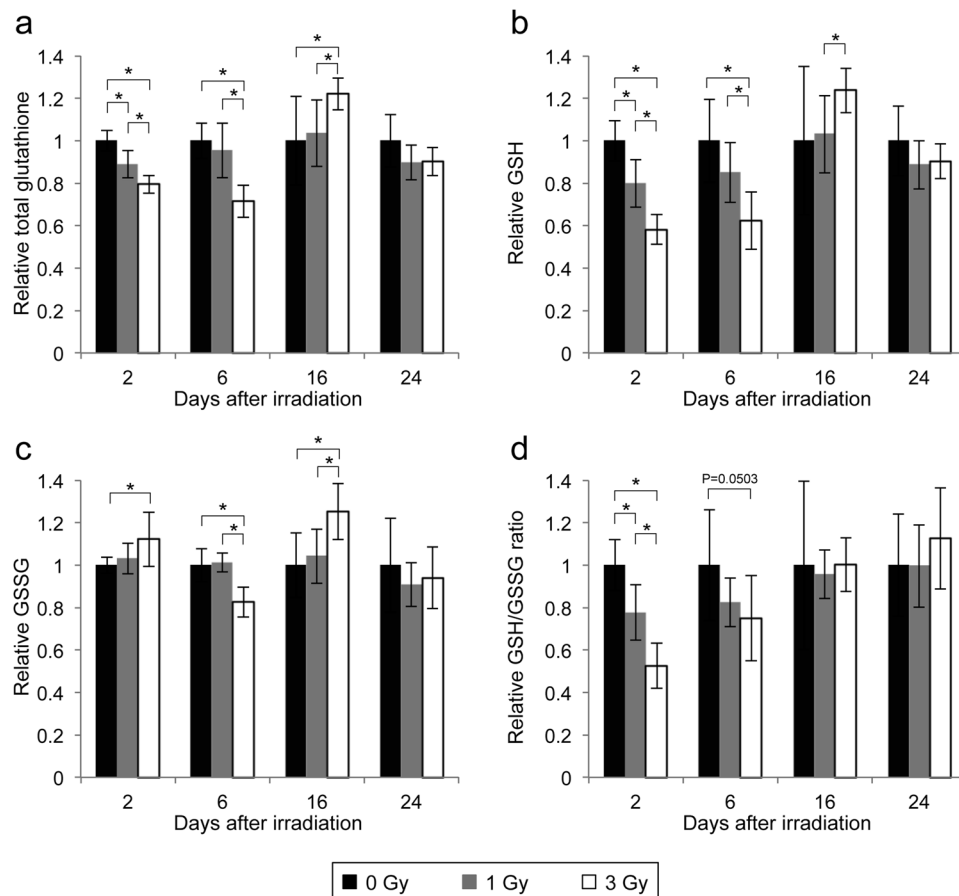 a
Relative total glutathione
1.4
1.2
1
0.8
0.6
0.4
0.2
0
* * * *
* *
* *
2 6 16 24
Days after irradiation
b
Relative GSH
1.4
1.2
1
0.8
0.6
0.4
0.2
0
* * * *
* *
*
2 6 16 24
Days after irradiation
c
Relative GSSG
1.4
1.2
1
0.8
0.6
0.4
0.2
0
*
* *
* *
2 6 16 24
Days after irradiation
d
Relative GSH/GSSG ratio
1.4
1.2
1
0.8
0.6
0.4
0.2
0
P=0.0503
*
* *
2 6 16 24
Days after irradiation
0 Gy 1 Gy 3 Gy